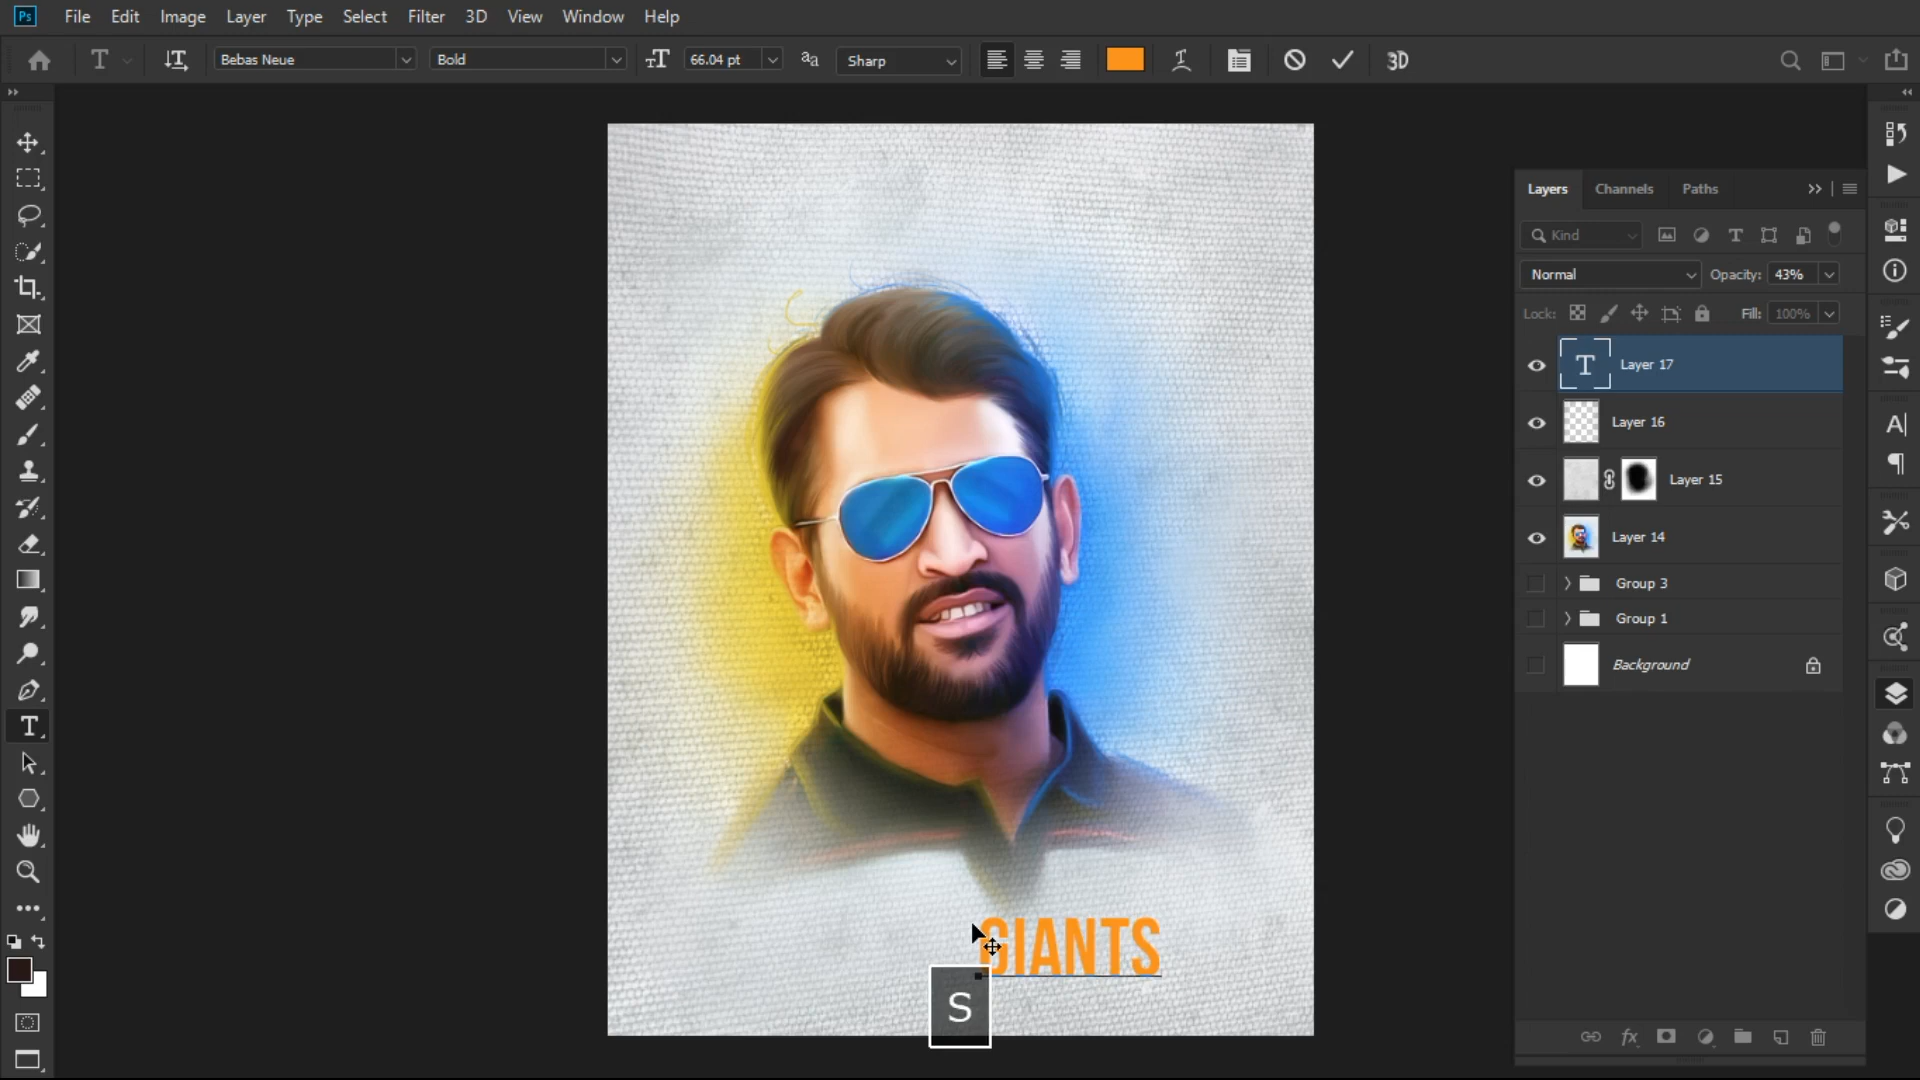 Ps File Edit Image Layer Type Select Filter 3D View Window Help
T Bebas Neue Bold 66.04 pt aa Sharp 3D
Layers Channels Paths
Kind
Normal Opacity: 43%
Lock: Fill: 100%
T Layer 17
Layer 16
Layer 15
Layer 14
Group 3
Group 1
Background
GIANTS
S
fx